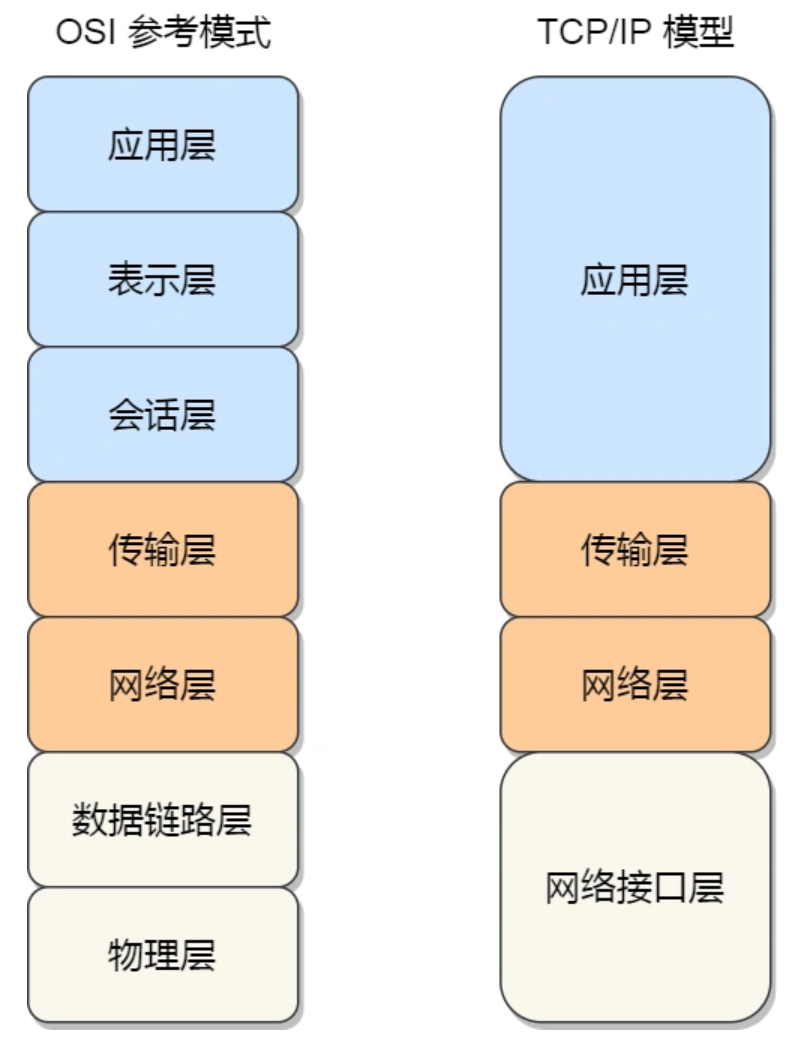 OSI 参考模式
应用层
表示层
会话层
传输层
网络层
数据链路层
物理层
TCP/IP 模型
应用层
传输层
网络层
网络接口层